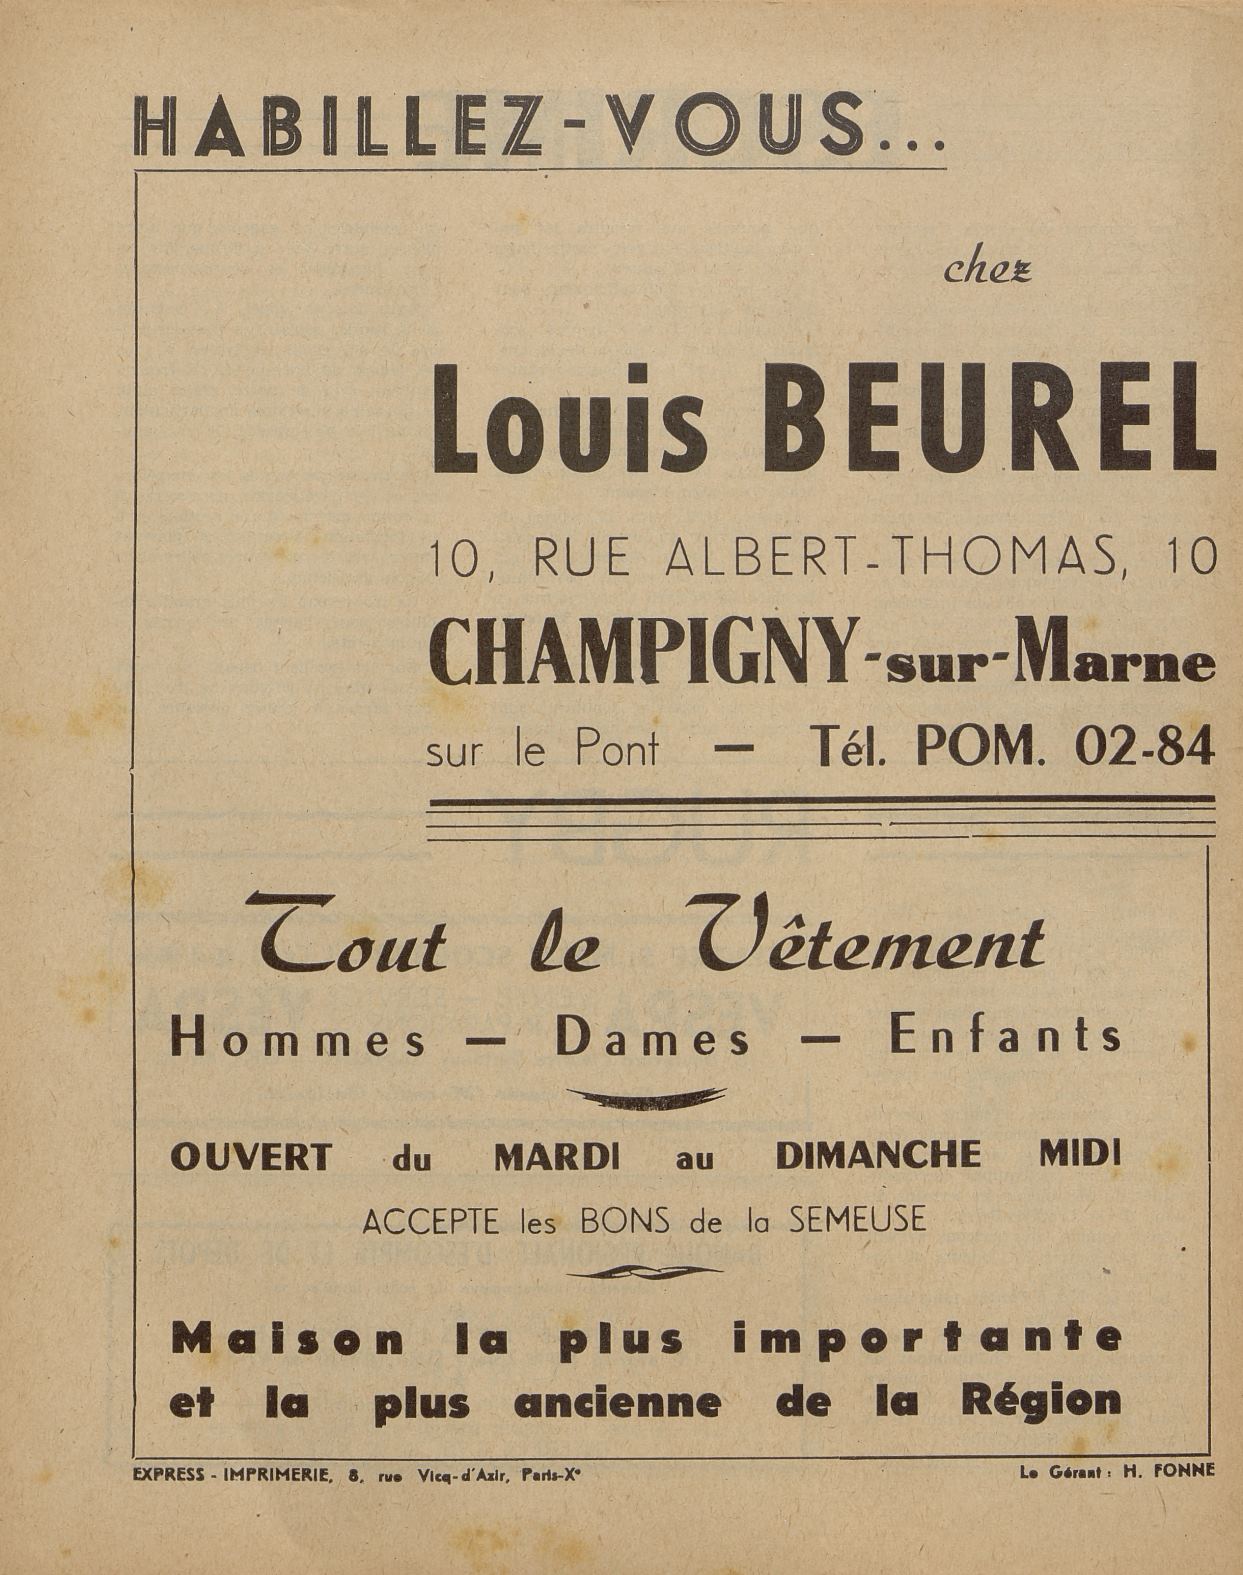 HABILLEZ-VOUS...
chez
Louis BEUREL
10, RUE ALBERT-THOMAS, 10
CHAMPIGNY-sur-Marne
sur le Pont — Tél. POM. 02-84
Tout le Vêtement
Hommes — Dames — Enfants
OUVERT du MARDI au DIMANCHE MIDI
ACCEPTE les BONS de la SEMEUSE
Maison la plus importante
et la plus ancienne de la Région
EXPRESS - IMPRIMERIE, 8, rue Vicq-d'Azir, Paris-Xe
Le Gérant : H. FONNE